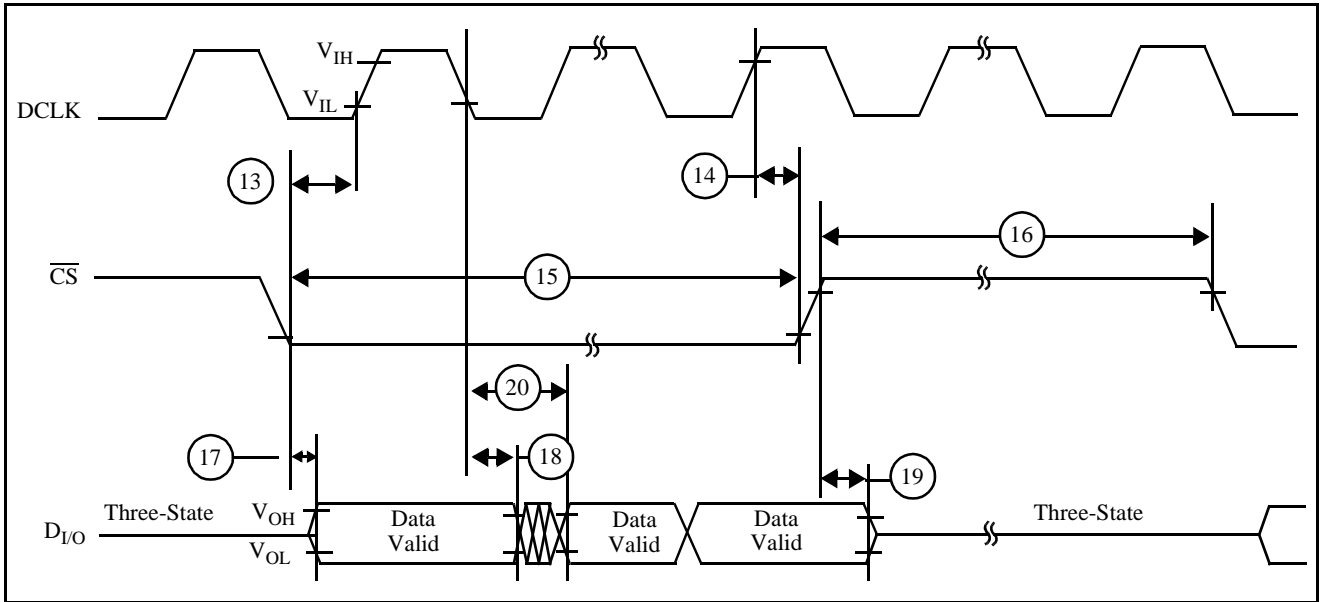 V_IH
V_IL
DCLK
13
14
16
CS
15
20
17
18
19
Three-State
V_OH
Data
Valid
Data
Valid
Data
Valid
Three-State
D_I/O
V_OL